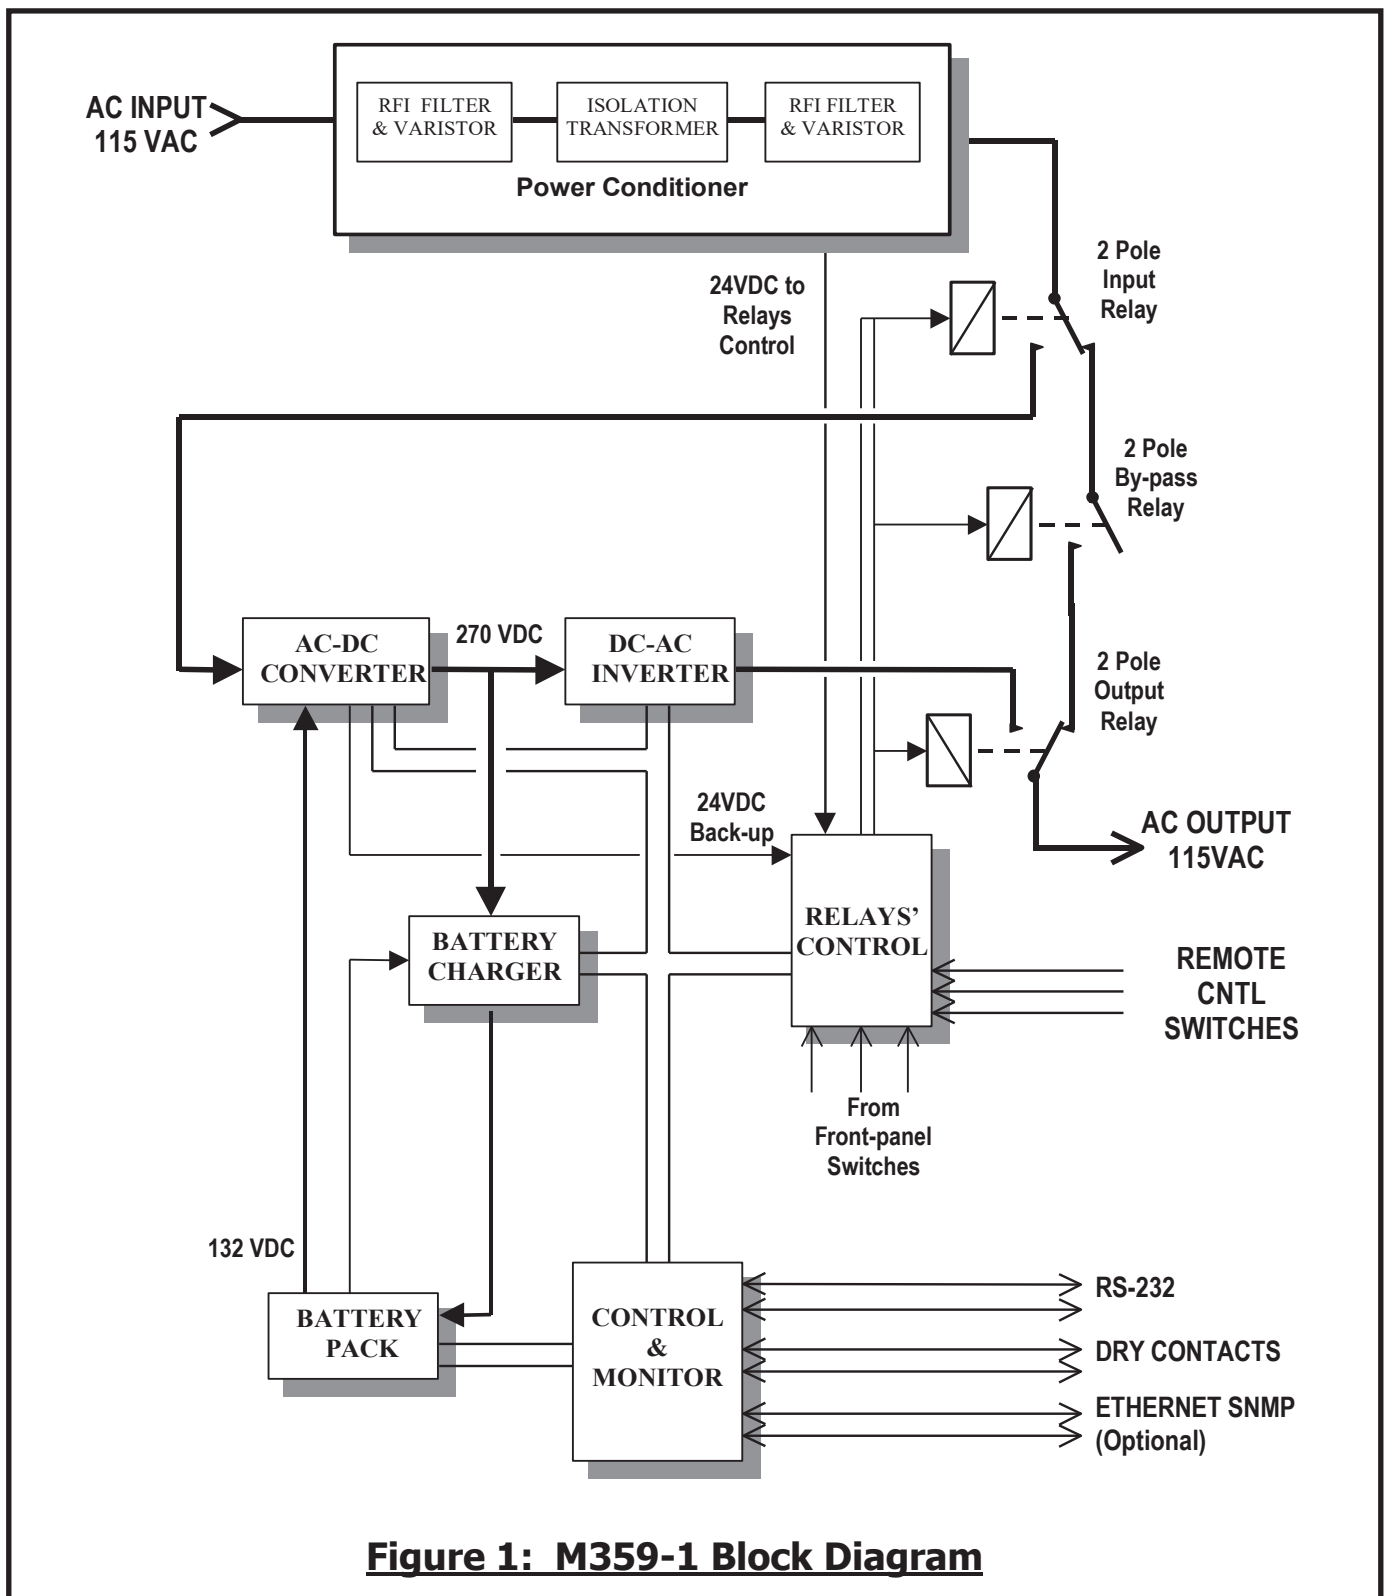 AC INPUT
115 VAC
RFI FILTER
& VARISTOR
ISOLATION
TRANSFORMER
RFI FILTER
& VARISTOR
Power Conditioner
24VDC to
Relays
Control
2 Pole
Input
Relay
2 Pole
By-pass
Relay
AC-DC
CONVERTER
270 VDC
DC-AC
INVERTER
2 Pole
Output
Relay
24VDC
Back-up
AC OUTPUT
115VAC
RELAYS’
CONTROL
BATTERY
CHARGER
REMOTE
CNTL
SWITCHES
From
Front-panel
Switches
132 VDC
BATTERY
PACK
CONTROL
&
MONITOR
RS-232
DRY CONTACTS
ETHERNET SNMP
(Optional)
Figure 1: M359-1 Block Diagram